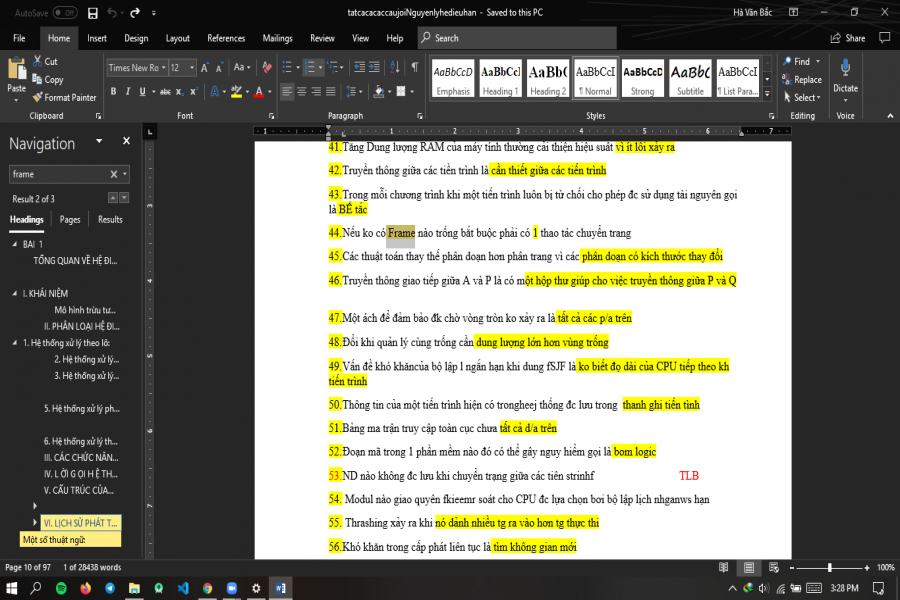 AutoSave Off
tatcacacaccaujoiNguyenlyhedieuhan - Saved to this PC
Hà Văn Bắc
File Home Insert Design Layout References Mailings Review View Help Search Share
Paste Cut Copy Format Painter
Times New Ro 12
AaBbCcD AaBbCcl AaBb( AaBbCcI AaBbCcD AaBbC( AaBbCcI
Emphasis Heading 1 Heading 2 ¶ Normal Strong Subtitle ¶ List Para...
Find Replace Select Dictate
Clipboard Font Paragraph Styles Editing Voice
Navigation
frame
Result 2 of 3
Headings Pages Results
BAI 1
TỔNG QUAN VỀ HỆ ĐI...
I. KHÁI NIỆM
Mô hình trừu tư...
II. PHÂN LOẠI HỆ ĐI...
1. Hệ thống xử lý theo lô:
2. Hệ thống xử lý...
3. Hệ thống xử lý...
5. Hệ thống xử lý ph...
6. Hệ thống xử lý th...
III. CÁC CHỨC NĂN...
IV. L ỜI G ỌI H Ệ TH...
V. CẤU TRÚC CỦA...
VI. LỊCH SỬ PHÁT T...
Một số thuật ngữ:
41.Tăng Dung lượng RAM của máy tính thường cải thiện hiệu suất vì ít lỗi xảy ra
42.Truyền thông giữa các tiến trình là cần thiết giữa các tiến trình
43.Trong mỗi chương trình khi một tiến trình luôn bị từ chối cho phép đc sử dụng tài nguyên gọi
là BẾ tắc
44.Nếu ko có Frame nào trống bắt buộc phải có 1 thao tác chuyển trang
45.Các thuật toán thay thế phân đoạn hơn phân trang vì các phân đoạn có kích thước thay đổi
46.Truyền thông giao tiếp giữa A và P là có một hộp thư giúp cho việc truyền thông giữa P và Q
47.Một ách để đảm bảo đk chờ vòng tròn ko xảy ra là tất cả các p/a trên
48.Đổi khi quản lý cùng trống cần dung lượng lớn hơn vùng trống
49.Vấn đề khó khăncủa bộ lập l ngắn hạn khi dung fSJF là ko biết đọ dài của CPU tiếp theo kh
tiến trình
50.Thông tin của một tiến trình hiện có trongheej thống đc lưu trong thanh ghi tiến tình
51.Bảng ma trận truy cập toàn cục chưa tất cả d/a trên
52.Đoạn mã trong 1 phần mềm nào đó có thể gây nguy hiểm gọi là bom logic
53.ND nào không đc lưu khi chuyển trạng giữa các tiên strinhf TLB
54. Modul nào giao quyên fkieemr soát cho CPU đc lựa chọn bơi bộ lập lịch nhganws hạn
55. Thrashing xảy ra khi nó dảnh nhiều tg ra vào hơn tg thực thi
56.Khó khăn trong cấp phát liên tục là tìm không gian mới
Page 10 of 97 1 of 28438 words 100%
3:28 PM